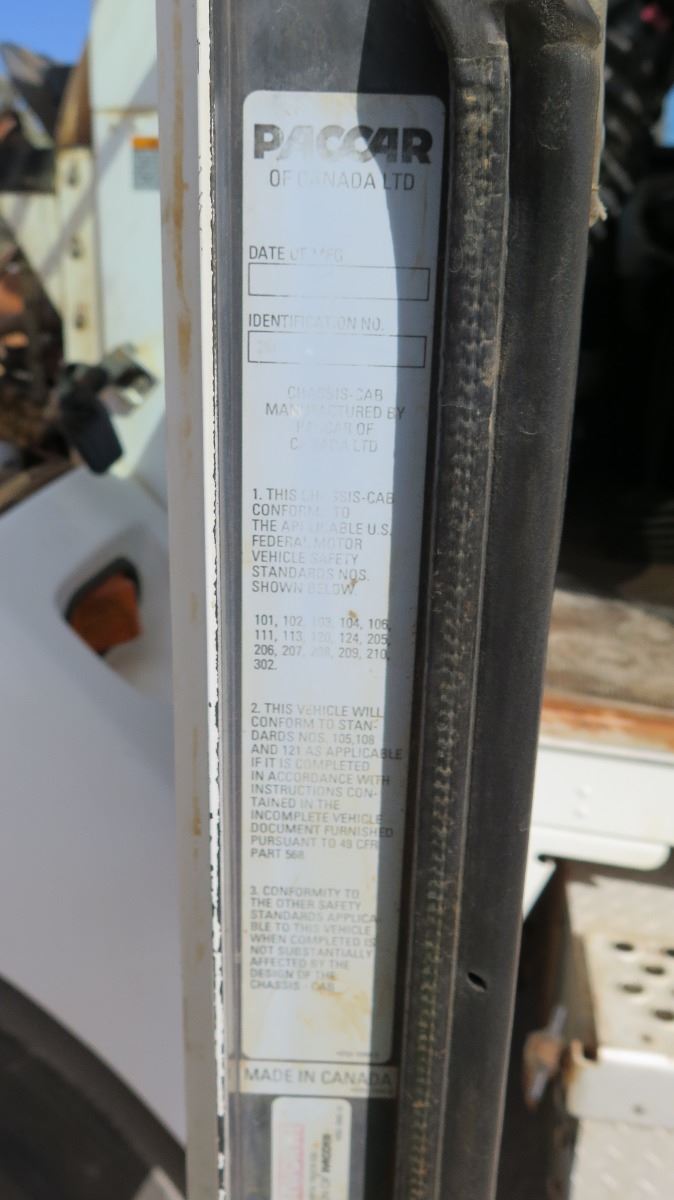 PACCAR
OF CANADA LTD
DATE OF MFG
IDENTIFICATION NO.
CHASSIS-CAB
MANUFACTURED BY
PACCAR OF
CANADA LTD
1. THIS CHASSIS-CAB
CONFORMS TO
THE APPLICABLE U.S.
FEDERAL MOTOR
VEHICLE SAFETY
STANDARDS NOS.
SHOWN BELOW.
101, 102, 103, 104, 106,
111, 113, 120, 124, 205,
206, 207, 208, 209, 210,
302.
2. THIS VEHICLE WILL
CONFORM TO STAN-
DARDS NOS. 105,108
AND 121 AS APPLICABLE
IF IT IS COMPLETED
IN ACCORDANCE WITH
INSTRUCTIONS CON-
TAINED IN THE
INCOMPLETE VEHICLE
DOCUMENT FURNISHED
PURSUANT TO 49 CFR
PART 568.
3. CONFORMITY TO
THE OTHER SAFETY
STANDARDS APPLICA-
BLE TO THIS VEHICLE
WHEN COMPLETED IS
NOT SUBSTANTIALLY
AFFECTED BY THE
DESIGN OF THE
CHASSIS - CAB.
MADE IN CANADA
OF PACCAR